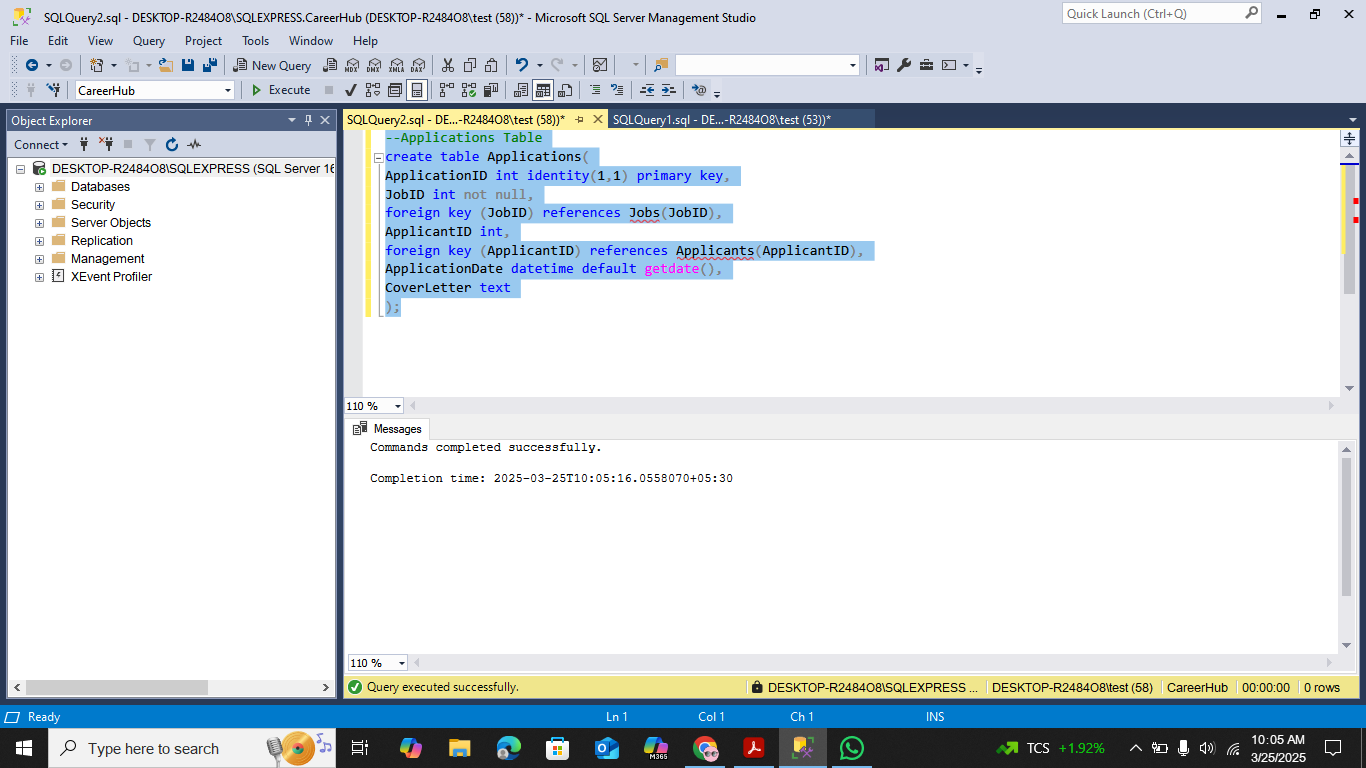 SQLQuery2.sql - DESKTOP-R2484O8\SQLEXPRESS.CareerHub (DESKTOP-R2484O8\test (58))* - Microsoft SQL Server Management Studio
Quick Launch (Ctrl+Q)
File Edit View Query Project Tools Window Help
New Query MDX DMX XMLA DAX
CareerHub Execute
Object Explorer
SQLQuery2.sql - DE...-R2484O8\test (58))* SQLQuery1.sql - DE...-R2484O8\test (53))*
Connect
DESKTOP-R2484O8\SQLEXPRESS (SQL Server 16
Databases
Security
Server Objects
Replication
Management
XEvent Profiler
--Applications Table
create table Applications(
ApplicationID int identity(1,1) primary key,
JobID int not null,
foreign key (JobID) references Jobs(JobID),
ApplicantID int,
foreign key (ApplicantID) references Applicants(ApplicantID),
ApplicationDate datetime default getdate(),
CoverLetter text
);
110 %
Messages
Commands completed successfully.
Completion time: 2025-03-25T10:05:16.0558070+05:30
110 %
Query executed successfully. DESKTOP-R2484O8\SQLEXPRESS ... DESKTOP-R2484O8\test (58) CareerHub 00:00:00 0 rows
Ready Ln 1 Col 1 Ch 1 INS
Type here to search M365 TCS +1.92% 10:05 AM
3/25/2025